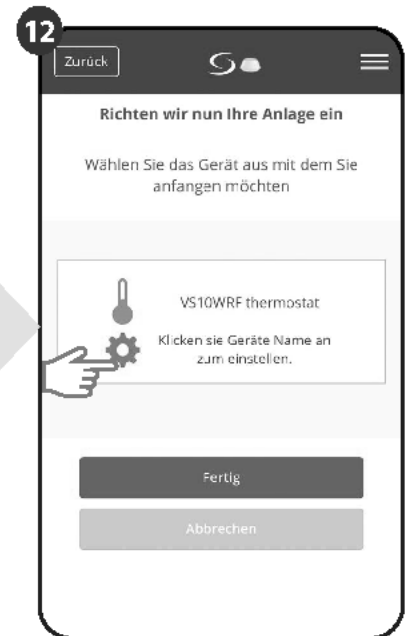 12
Zurück
Richten wir nun Ihre Anlage ein
Wählen Sie das Gerät aus mit dem Sie
anfangen möchten
VS10WRF thermostat
Klicken sie Geräte Name an
zum einstellen.
Fertig
Abbrechen